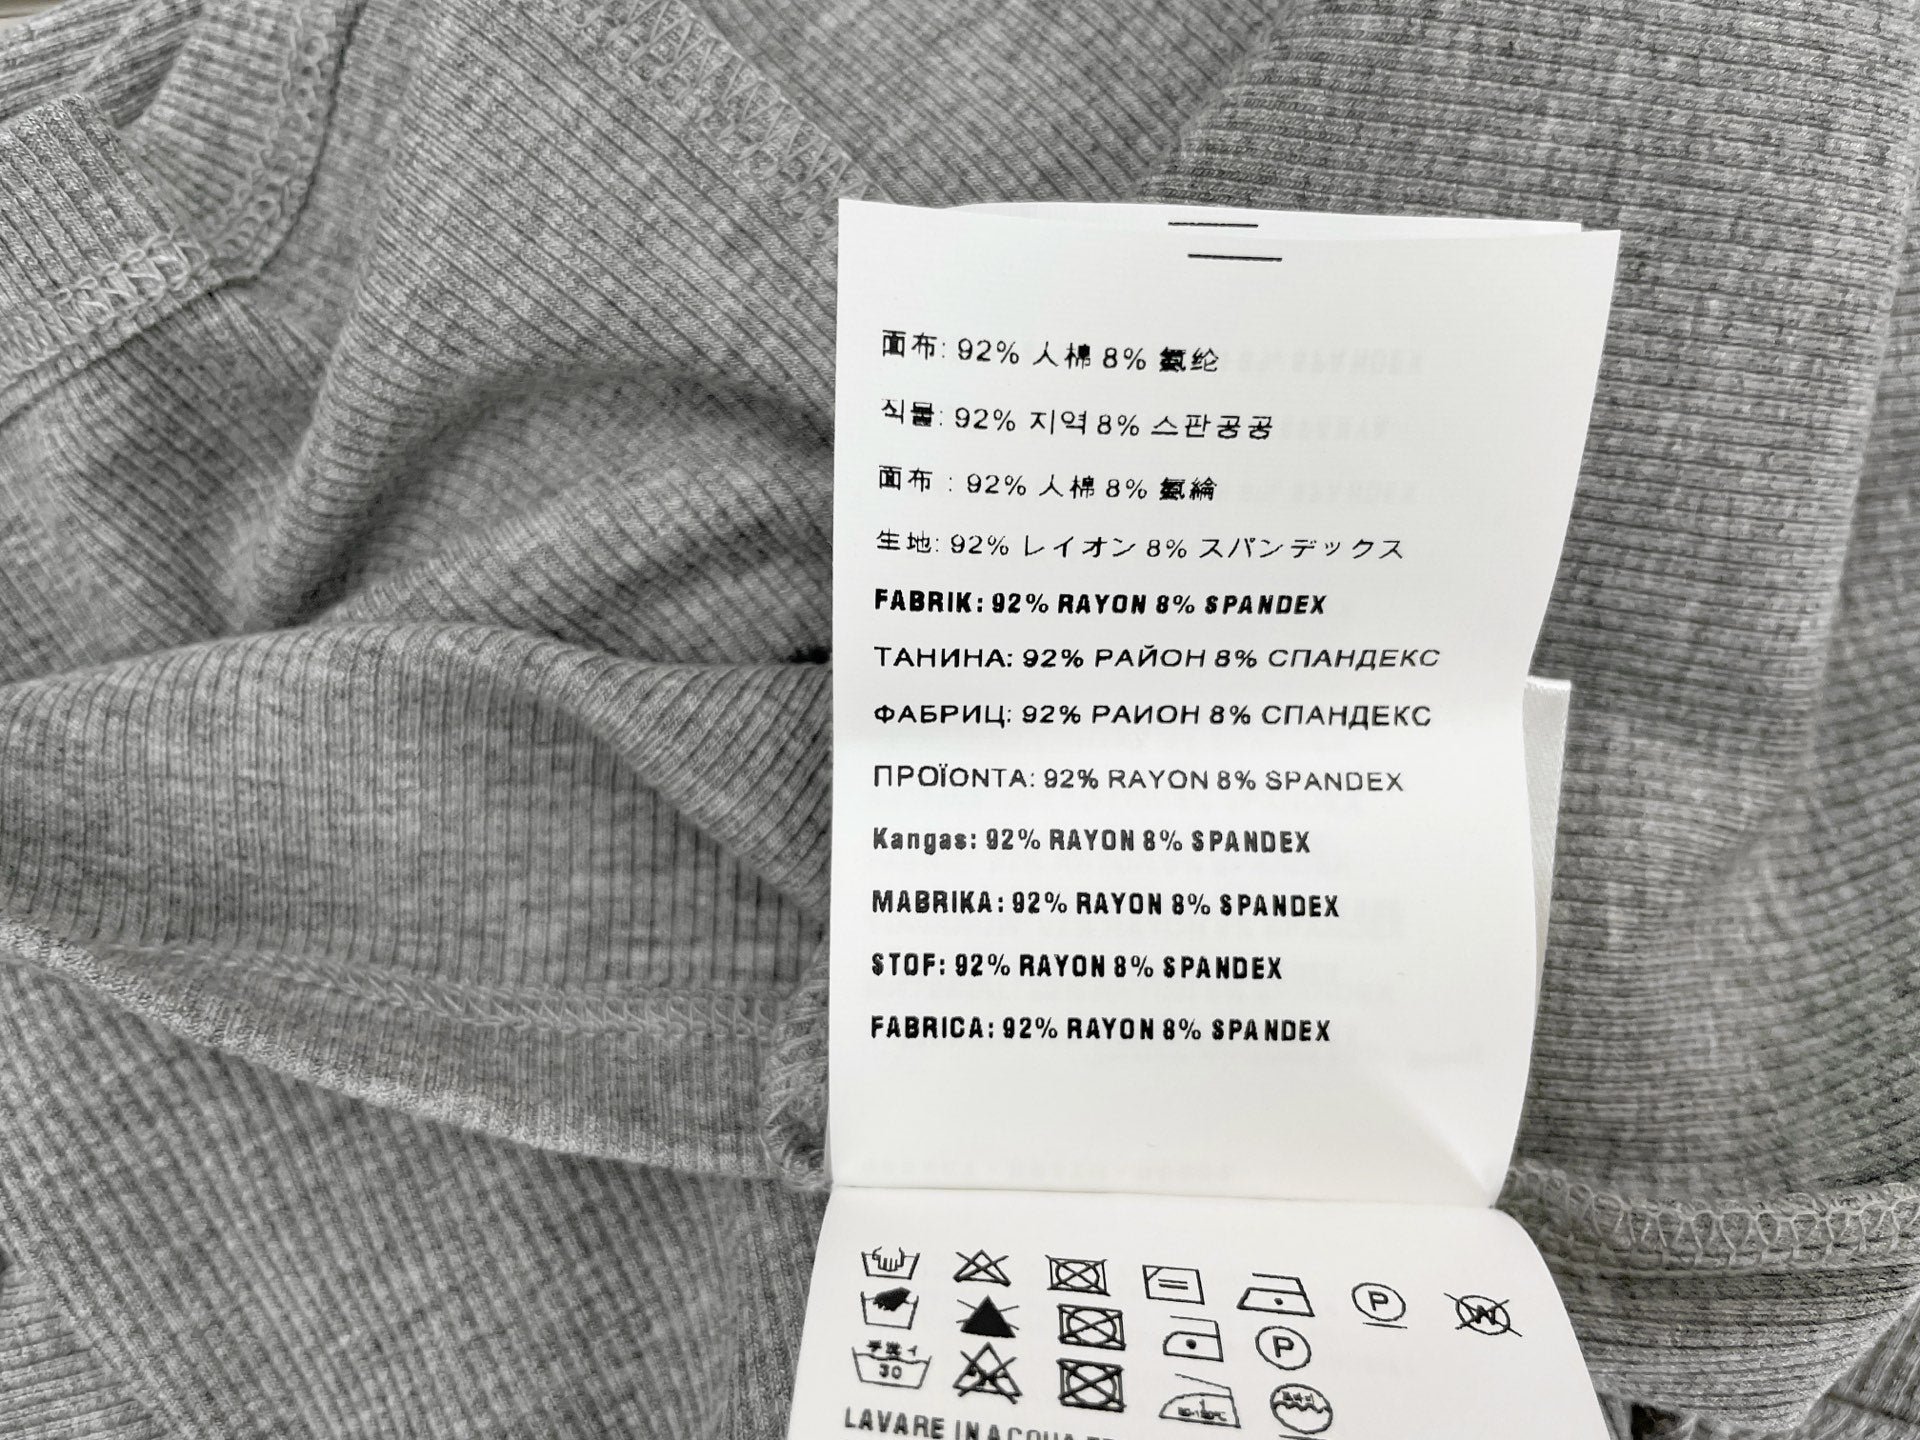 面布: 92% 人棉 8% 氨纶
식물: 92% 지역 8% 스판공공
面布 : 92% 人棉 8% 氨綸
生地: 92% レイオン 8% スパンデックス
FABRIK: 92% RAYON 8% SPANDEX
ТАНИНА: 92% РАЙОН 8% СПАНДЕКС
ФАБРИЦ: 92% РАИОН 8% СПАНДЕКС
ΠΡΟΪΟΝΤΑ: 92% RAYON 8% SPANDEX
Kangas: 92% RAYON 8% SPANDEX
MABRIKA: 92% RAYON 8% SPANDEX
STOF: 92% RAYON 8% SPANDEX
FABRICA: 92% RAYON 8% SPANDEX
P W
P
30
LAVARE IN ACQUA